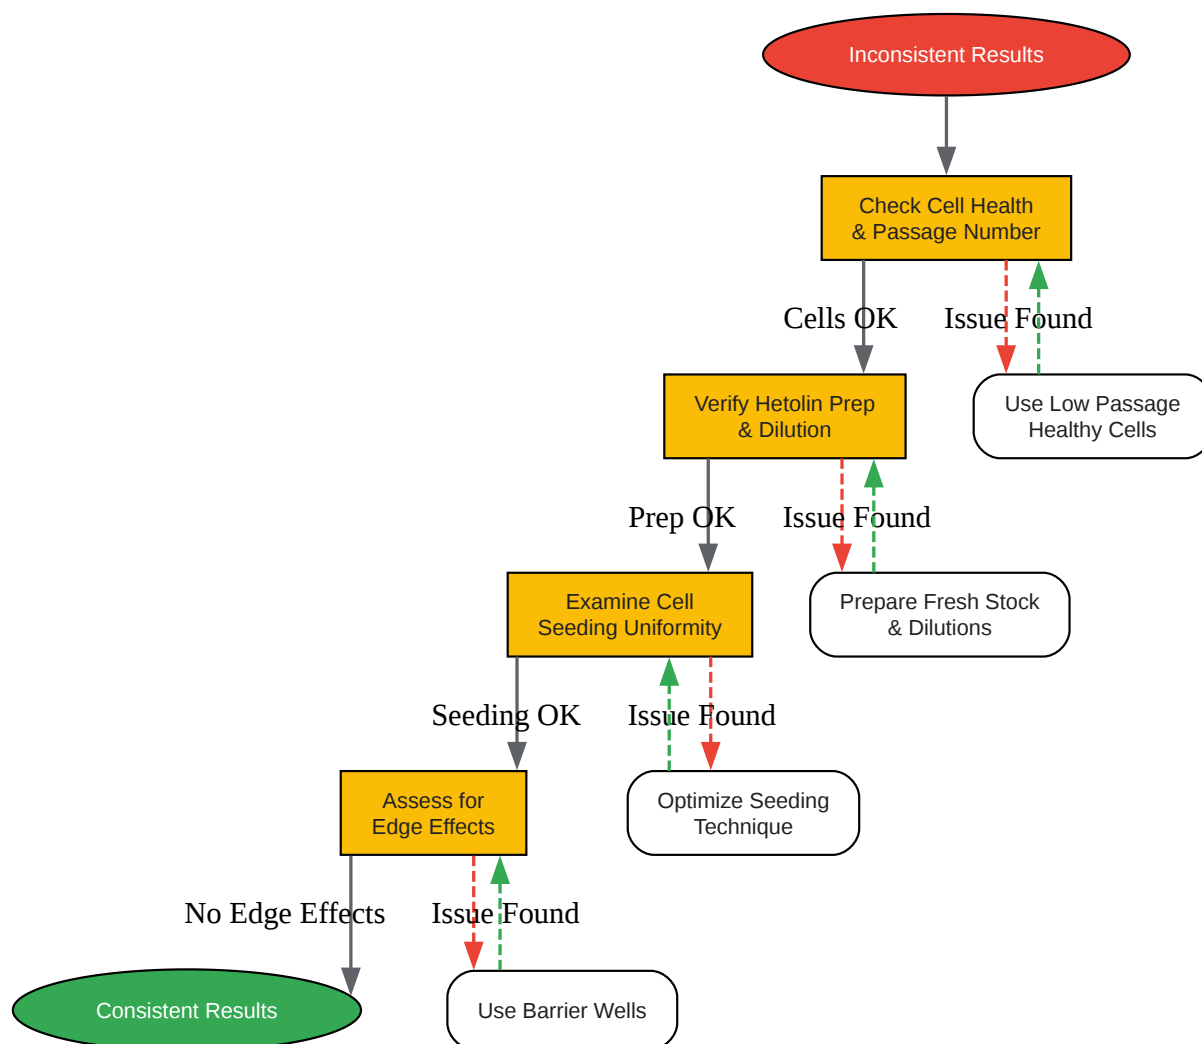 Inconsistent Results
Check Cell Health
& Passage Number
Cells OK
Issue Found
Verify Hetolin Prep
& Dilution
Use Low Passage
Healthy Cells
Prep OK
Issue Found
Examine Cell
Seeding Uniformity
Prepare Fresh Stock
& Dilutions
Seeding OK
Issue Found
Assess for
Edge Effects
Optimize Seeding
Technique
No Edge Effects
Issue Found
Consistent Results
Use Barrier Wells